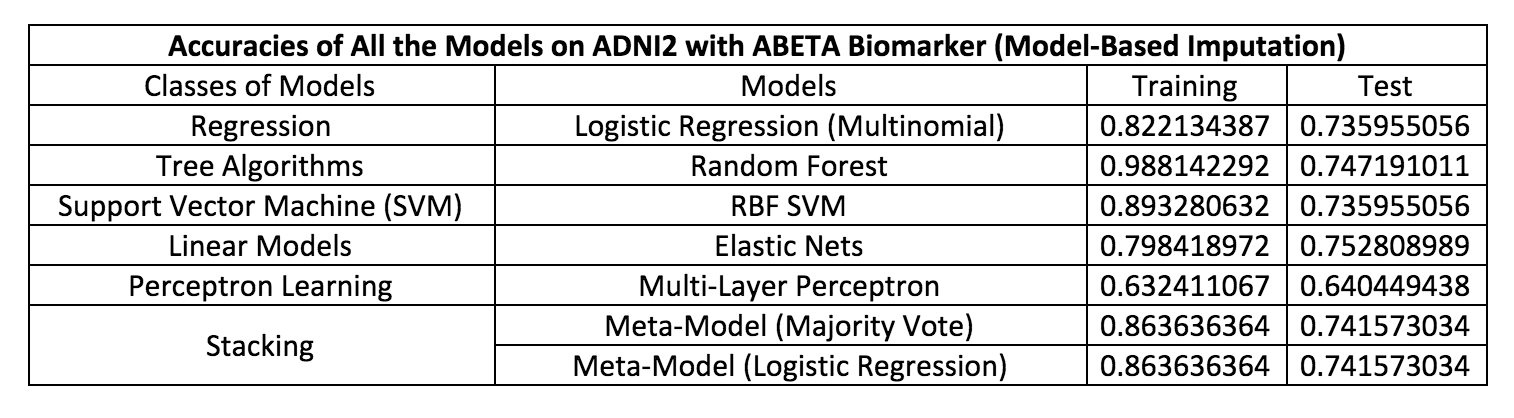 Accuracies of All the Models on ADNI2 with ABETA Biomarker (Model-Based Imputation)
Classes of Models Models Training Test
Regression Logistic Regression (Multinomial) 0.822134387 0.735955056
Tree Algorithms Random Forest 0.988142292 0.747191011
Support Vector Machine (SVM) RBF SVM 0.893280632 0.735955056
Linear Models Elastic Nets 0.798418972 0.752808989
Perceptron Learning Multi-Layer Perceptron 0.632411067 0.640449438
Stacking Meta-Model (Majority Vote) 0.863636364 0.741573034
Meta-Model (Logistic Regression) 0.863636364 0.741573034